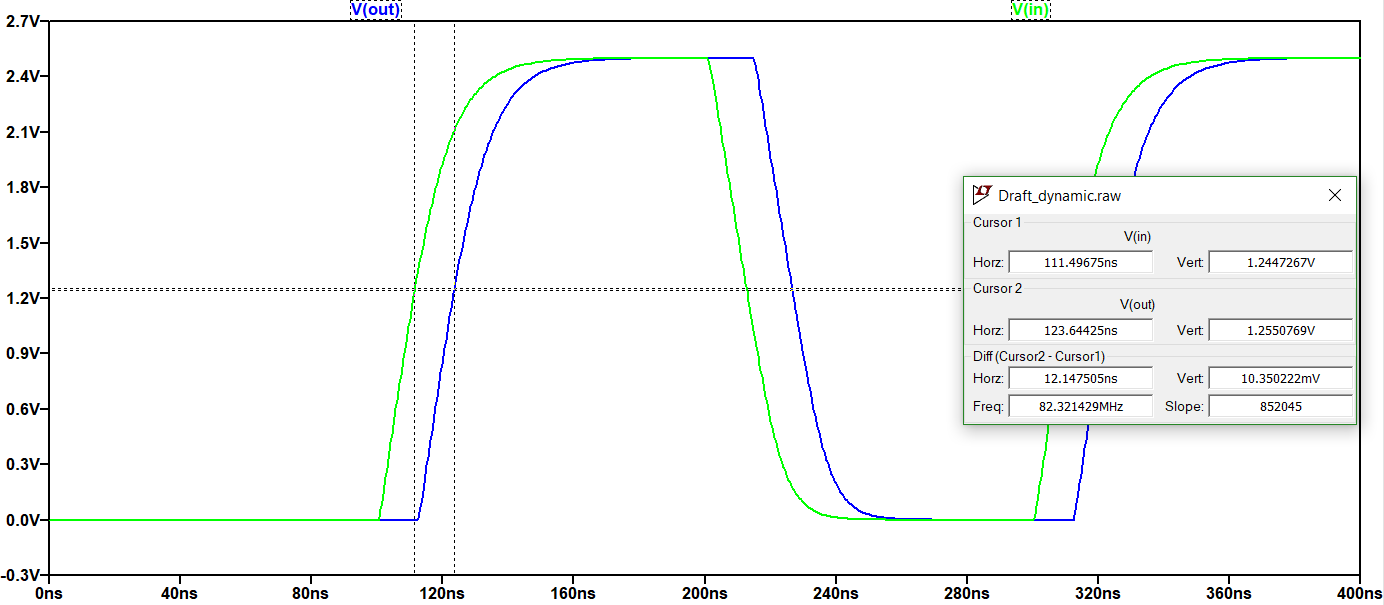 V(out) V(in)
2.7V
2.4V
2.1V
1.8V
1.5V
1.2V
0.9V
0.6V
0.3V
0.0V
-0.3V
0ns 40ns 80ns 120ns 160ns 200ns 240ns 280ns 320ns 360ns 400ns
Draft_dynamic.raw
Cursor 1
V(in)
Horz: 111.49675ns Vert: 1.2447267V
Cursor 2
V(out)
Horz: 123.64425ns Vert: 1.2550769V
Diff (Cursor2 - Cursor1)
Horz: 12.147505ns Vert: 10.350222mV
Freq: 82.321429MHz Slope: 852045